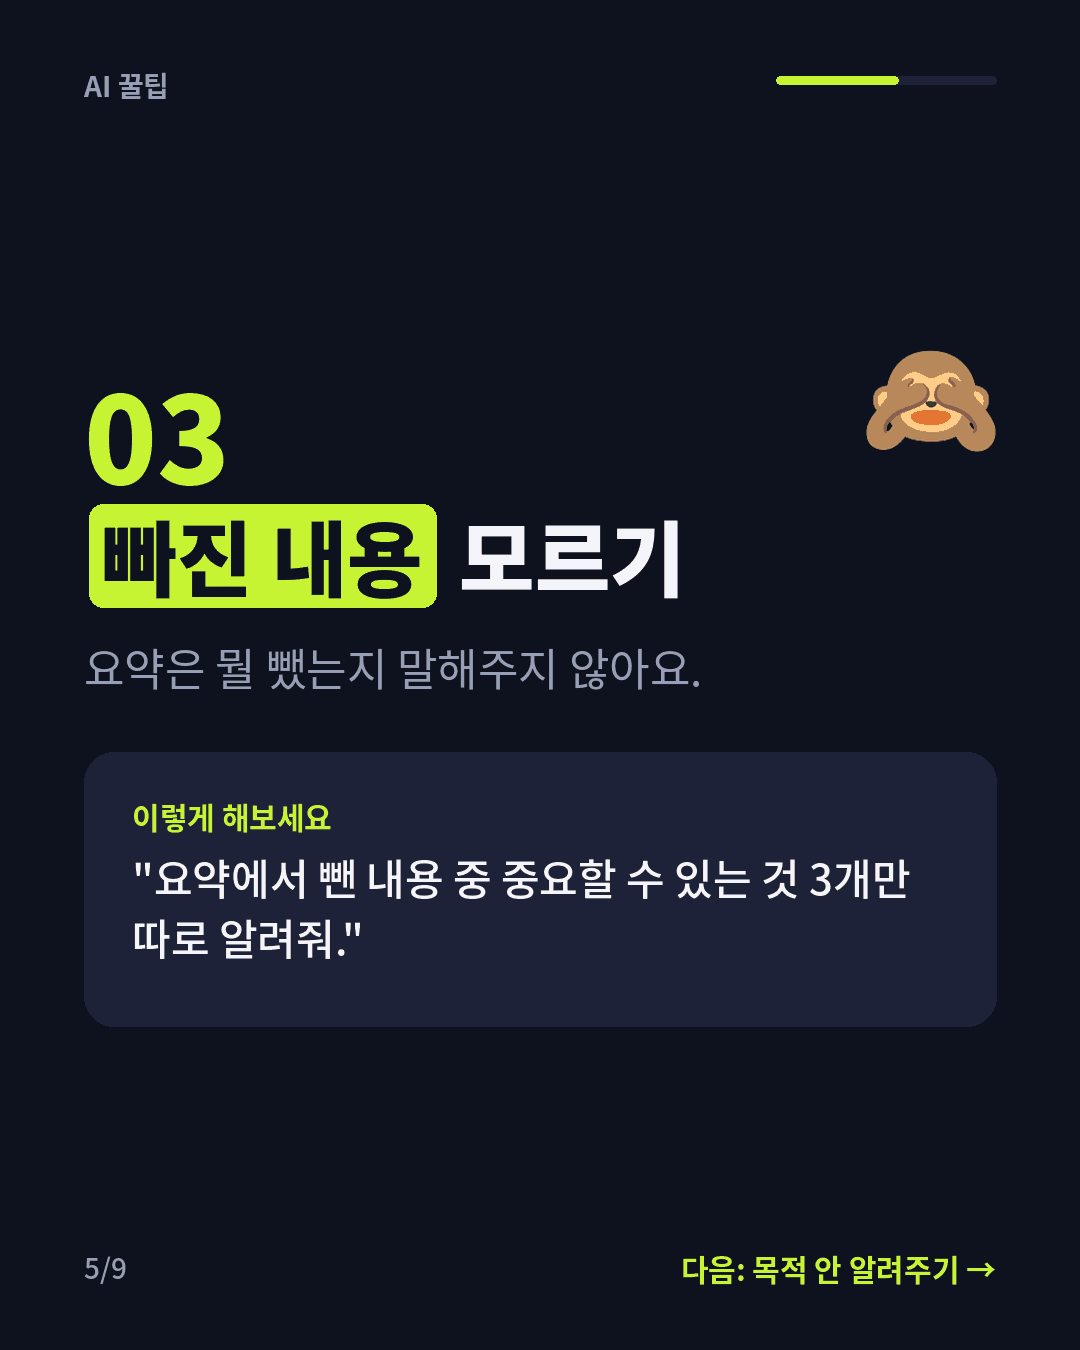 AI 꿀팁
03
빠진 내용 모르기
요약은 뭘 뺐는지 말해주지 않아요.
이렇게 해보세요
"요약에서 뺀 내용 중 중요할 수 있는 것 3개만
따로 알려줘."
5/9
다음: 목적 안 알려주기 →